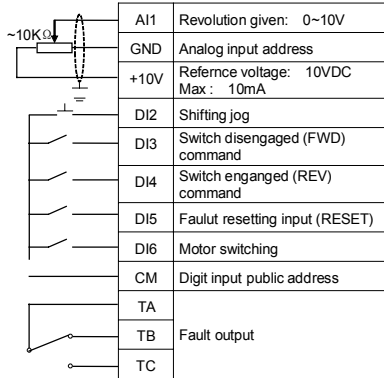 AI1 Revolution given: 0~10V
~10KΩ
GND Analog input address
+10V Refernce voltage: 10VDC
Max : 10mA
DI2 Shifting jog
DI3 Switch disengaged (FWD)
command
DI4 Switch enganged (REV)
command
DI5 Faulut resetting input (RESET)
DI6 Motor switching
CM Digit input public address
TA
TB Fault output
TC